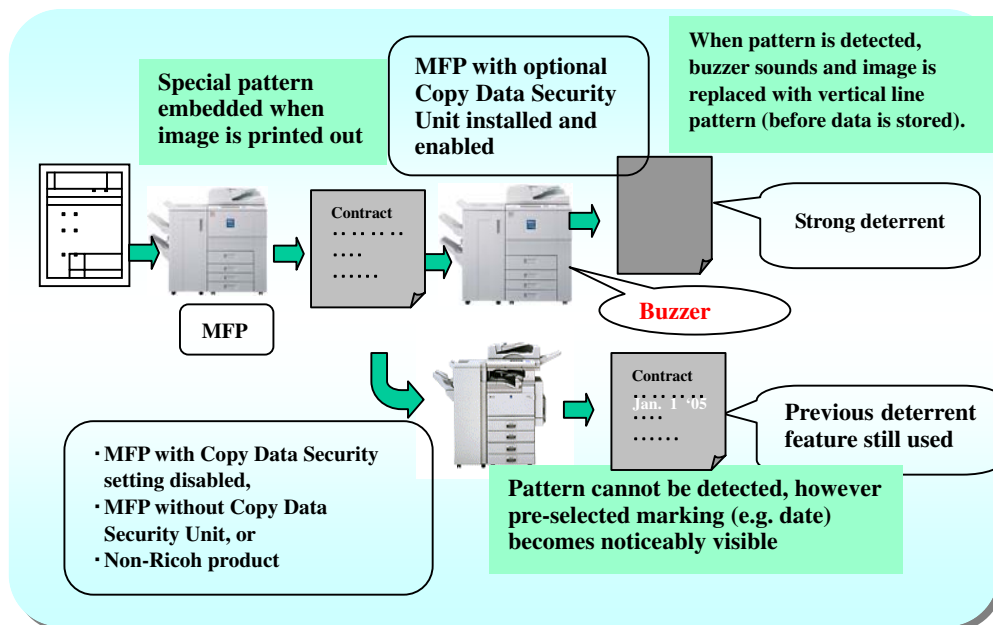 Special pattern
embedded when
image is printed out
MFP with optional
Copy Data Security
Unit installed and
enabled
When pattern is detected,
buzzer sounds and image is
replaced with vertical line
pattern (before data is stored).
Contract
Strong deterrent
MFP
Buzzer
Contract
Jan. 1 '05
Previous deterrent
feature still used
・MFP with Copy Data Security
setting disabled,
・MFP without Copy Data
Security Unit, or
・Non-Ricoh product
Pattern cannot be detected, however
pre-selected marking (e.g. date)
becomes noticeably visible